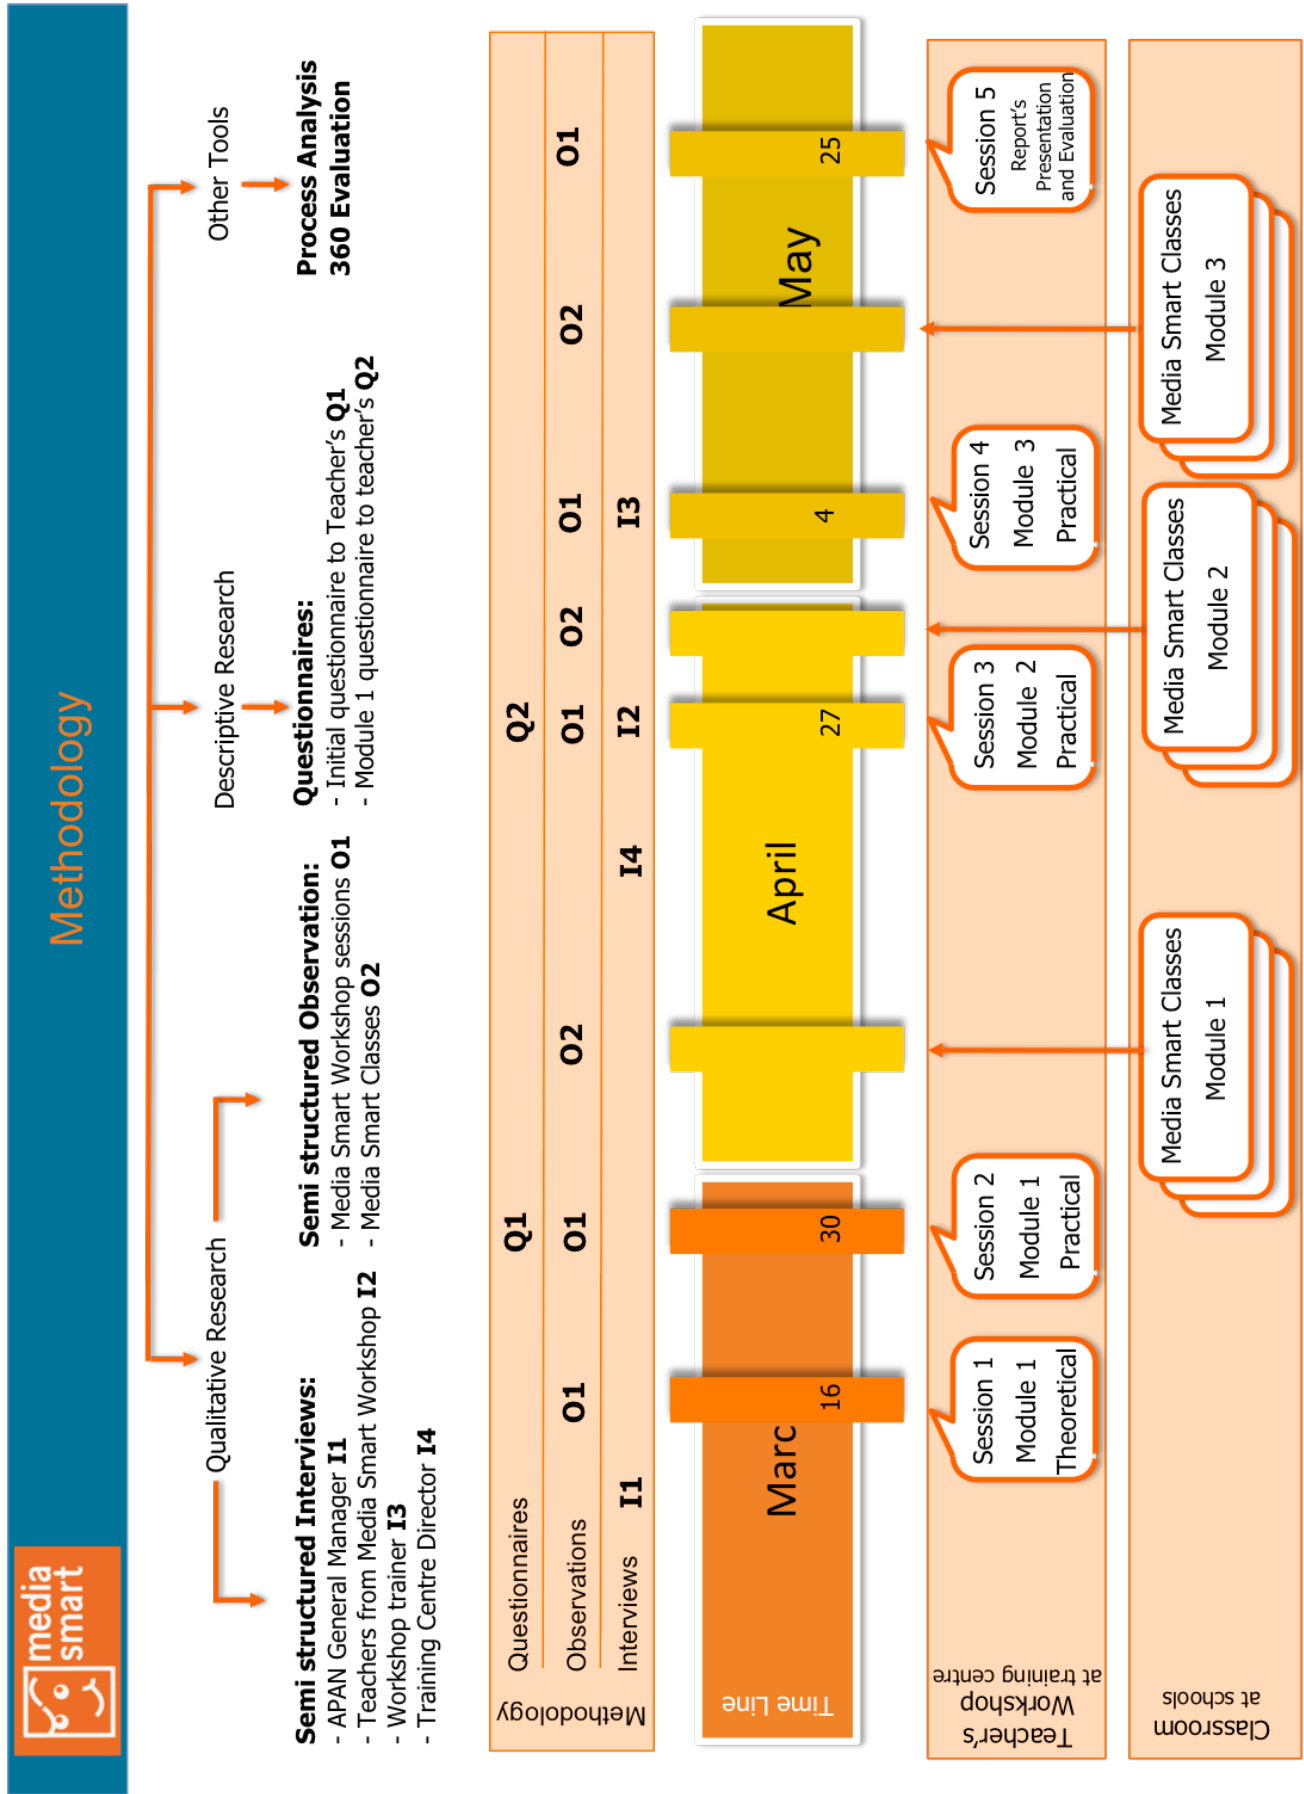 media
smart
Methodology
Qualitative Research
Descriptive Research
Other Tools
Semi structured Interviews:
- APAN General Manager I1
- Teachers from Media Smart Workshop I2
- Workshop trainer I3
- Training Centre Director I4
Semi structured Observation:
- Media Smart Workshop sessions O1
- Media Smart Classes O2
Questionnaires:
- Initial questionnaire to Teacher's Q1
- Module 1 questionnaire to teacher's Q2
Process Analysis
360 Evaluation
Methodology
Questionnaires
Q1
Q2
Observations
O1
O1
O2
O1
O2
O1
O2
O1
Interviews
I1
I4
I2
I3
Time Line
Marc
16
30
April
27
4
May
25
Teacher's
Workshop
at training centre
Session 1
Module 1
Theoretical
Session 2
Module 1
Practical
Session 3
Module 2
Practical
Session 4
Module 3
Practical
Session 5
Report's
Presentation
and Evaluation
Classroom
at schools
Media Smart Classes
Module 1
Media Smart Classes
Module 2
Media Smart Classes
Module 3